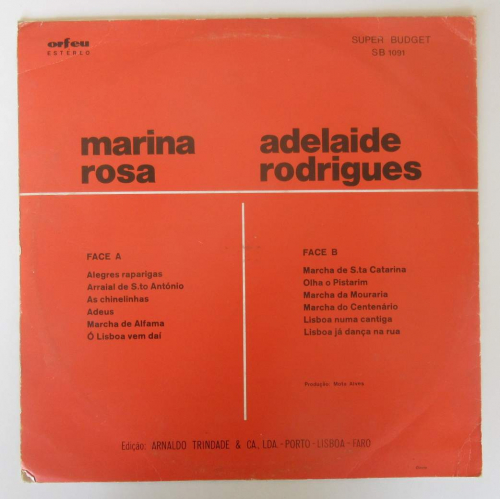 orfeu
ESTEREO
SUPER BUDGET
SB 1091
marina
rosa
adelaide
rodrigues
FACE A
Alegres raparigas
Arraial de S.to António
As chinelinhas
Adeus
Marcha de Alfama
Ó Lisboa vem daí
FACE B
Marcha de S.ta Catarina
Olha o Pistarim
Marcha da Mouraria
Marcha do Centenário
Lisboa numa cantiga
Lisboa já dança na rua
Produção:
Edição: ARNALDO TRINDADE & CA., LDA. - PORTO - LISBOA - FARO